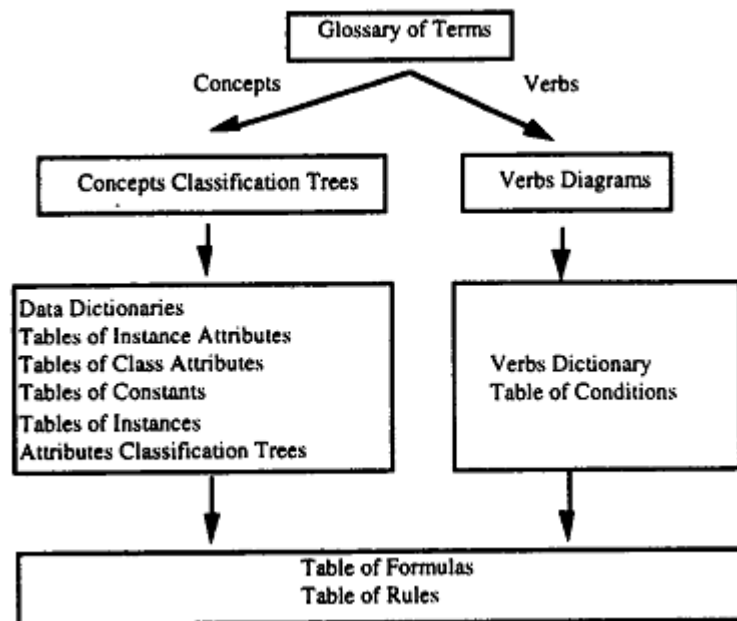 Glossary of Terms
Concepts
Verbs
Concepts Classification Trees
Verbs Diagrams
Data Dictionaries
Tables of Instance Attributes
Tables of Class Attributes
Tables of Constants
Tables of Instances
Attributes Classification Trees
Verbs Dictionary
Table of Conditions
Table of Formulas
Table of Rules